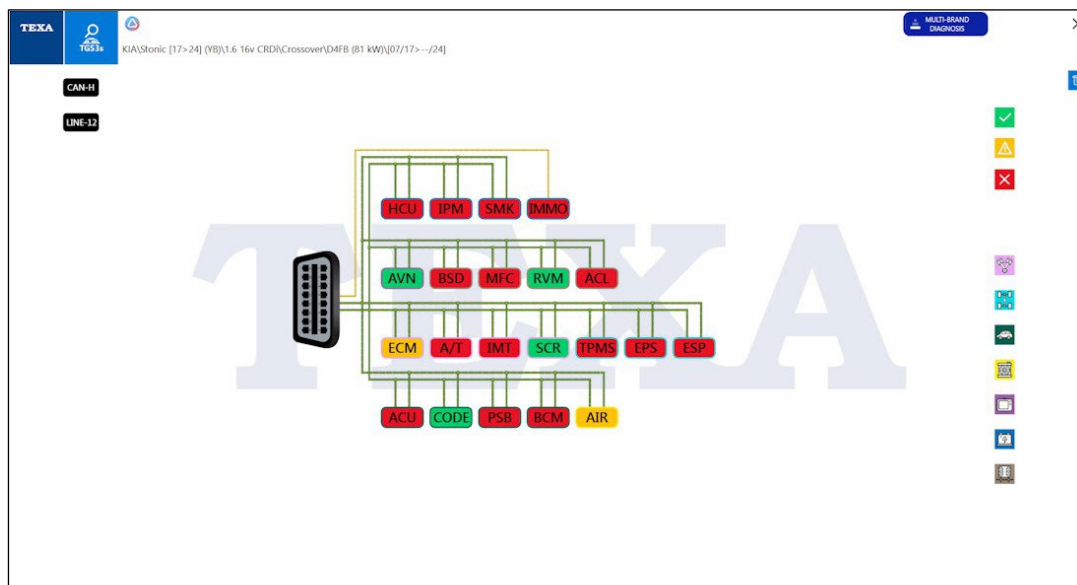 TEXA
TGS3s
MULTI-BRAND DIAGNOSIS
KIA\Stonic [17>24] (YB)\1.6 16v CRDi\Crossover\D4FB (81 kW)\[07/17>--/24]
CAN-H
LINE-12
HCU IPM SMK IMMO
AVN BSD MFC RVM ACL
ECM A/T IMT SCR TPMS EPS ESP
ACU CODE PSB BCM AIR
TEXA